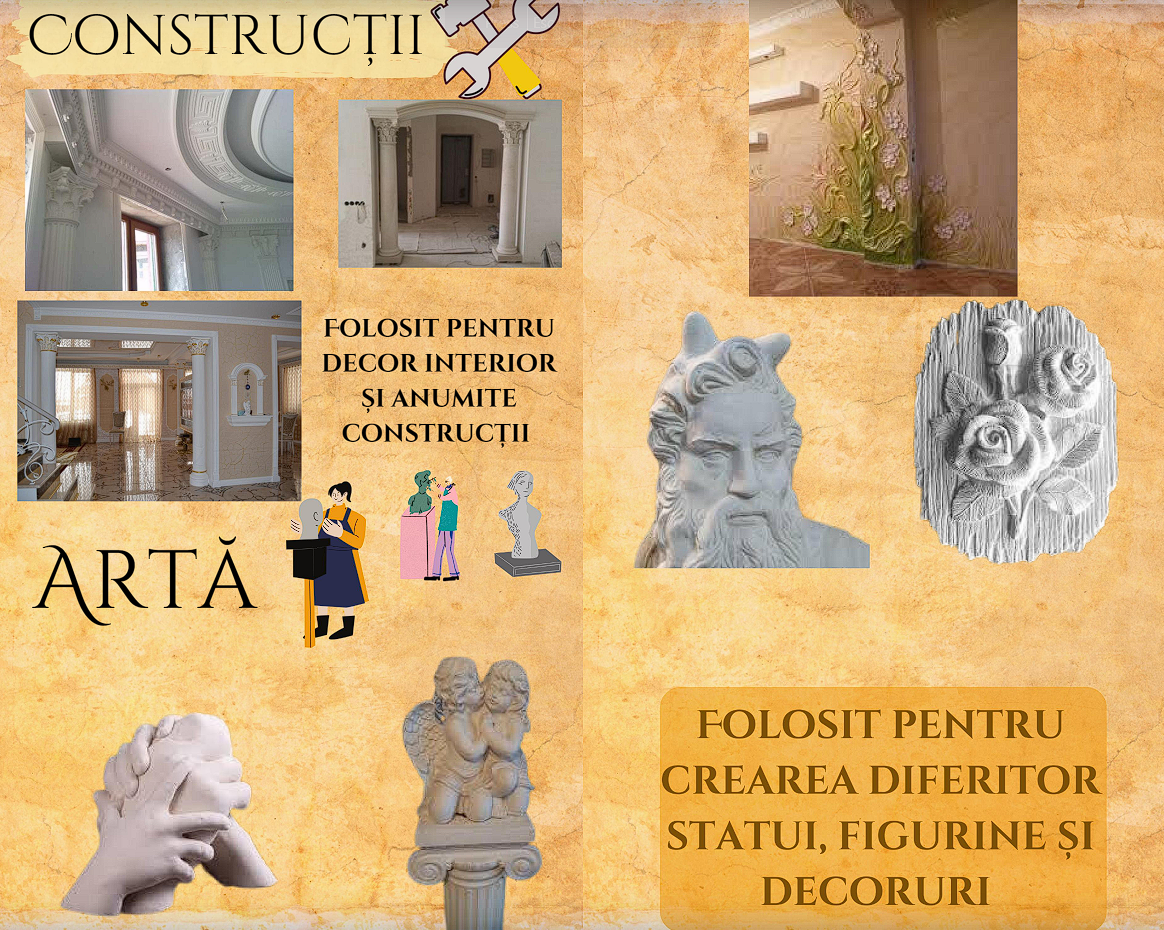 Construcții
Folosit pentru
decor interior
și anumite
construcții
Artă
Folosit pentru
crearea diferitor
statui, figurine și
decoruri